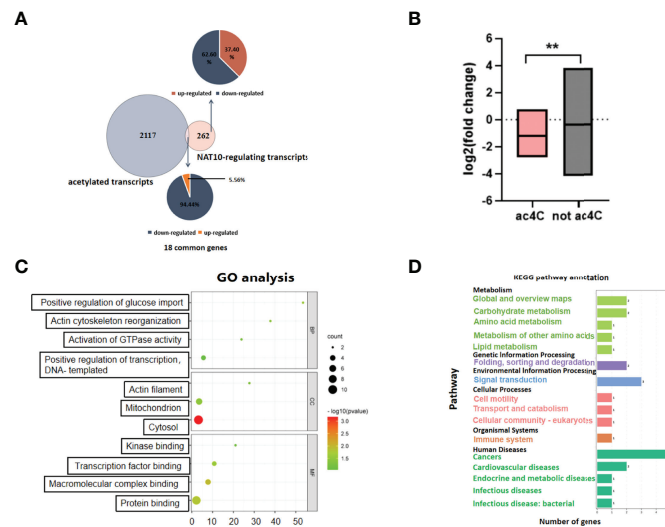 A
62.60
%
37.40
%
up-regulated
down-regulated
2117
262
NAT10-regulating transcripts
acetylated transcripts
5.56%
94.44%
down-regulated
up-regulated
18 common genes
B
**
log2(fold change)
6
4
2
0
-2
-4
-6
ac4C
not ac4C
C
GO analysis
Positive regulation of glucose import
Actin cytoskeleton reorganization
Activation of GTPase activity
Positive regulation of transcription,
DNA- templated
Actin filament
Mitochondrion
Cytosol
Kinase binding
Transcription factor binding
Macromolecular complex binding
Protein binding
BP
CC
MF
0 10 20 30 40 50
count
2
4
6
8
10
- log10(pvalue)
3.0
2.5
2.0
1.5
D
KEGG pathway annotation
Pathway
Metabolism
Global and overview maps
Carbohydrate metabolism
Amino acid metabolism
Metabolism of other amino acids
Lipid metabolism
Genetic Information Processing
Folding, sorting and degradation
Environmental Information Processing
Signal transduction
Cellular Processes
Cell motility
Transport and catabolism
Cellular community - eukaryotes
Organismal Systems
Immune system
Human Diseases
Cancers
Cardiovascular diseases
Endocrine and metabolic diseases
Infectious diseases
Infectious disease: bacterial
0 1 2 3 4
Number of genes